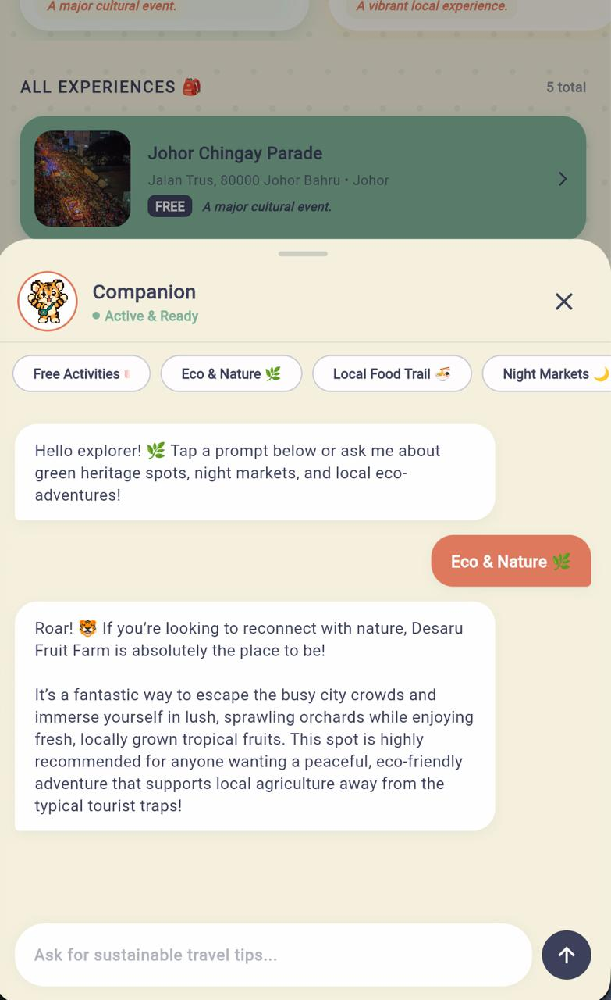 A major cultural event.
A vibrant local experience.
ALL EXPERIENCES 🎒
5 total
Johor Chingay Parade
Jalan Trus, 80000 Johor Bahru • Johor
FREE A major cultural event.
Companion
Active & Ready
Free Activities
Eco & Nature 🌿
Local Food Trail 🍜
Night Markets 🌙
Hello explorer! 🌿 Tap a prompt below or ask me about
green heritage spots, night markets, and local eco-
adventures!
Eco & Nature 🌿
Roar! 🐯 If you’re looking to reconnect with nature, Desaru
Fruit Farm is absolutely the place to be!
It’s a fantastic way to escape the busy city crowds and
immerse yourself in lush, sprawling orchards while enjoying
fresh, locally grown tropical fruits. This spot is highly
recommended for anyone wanting a peaceful, eco-friendly
adventure that supports local agriculture away from the
typical tourist traps!
Ask for sustainable travel tips...